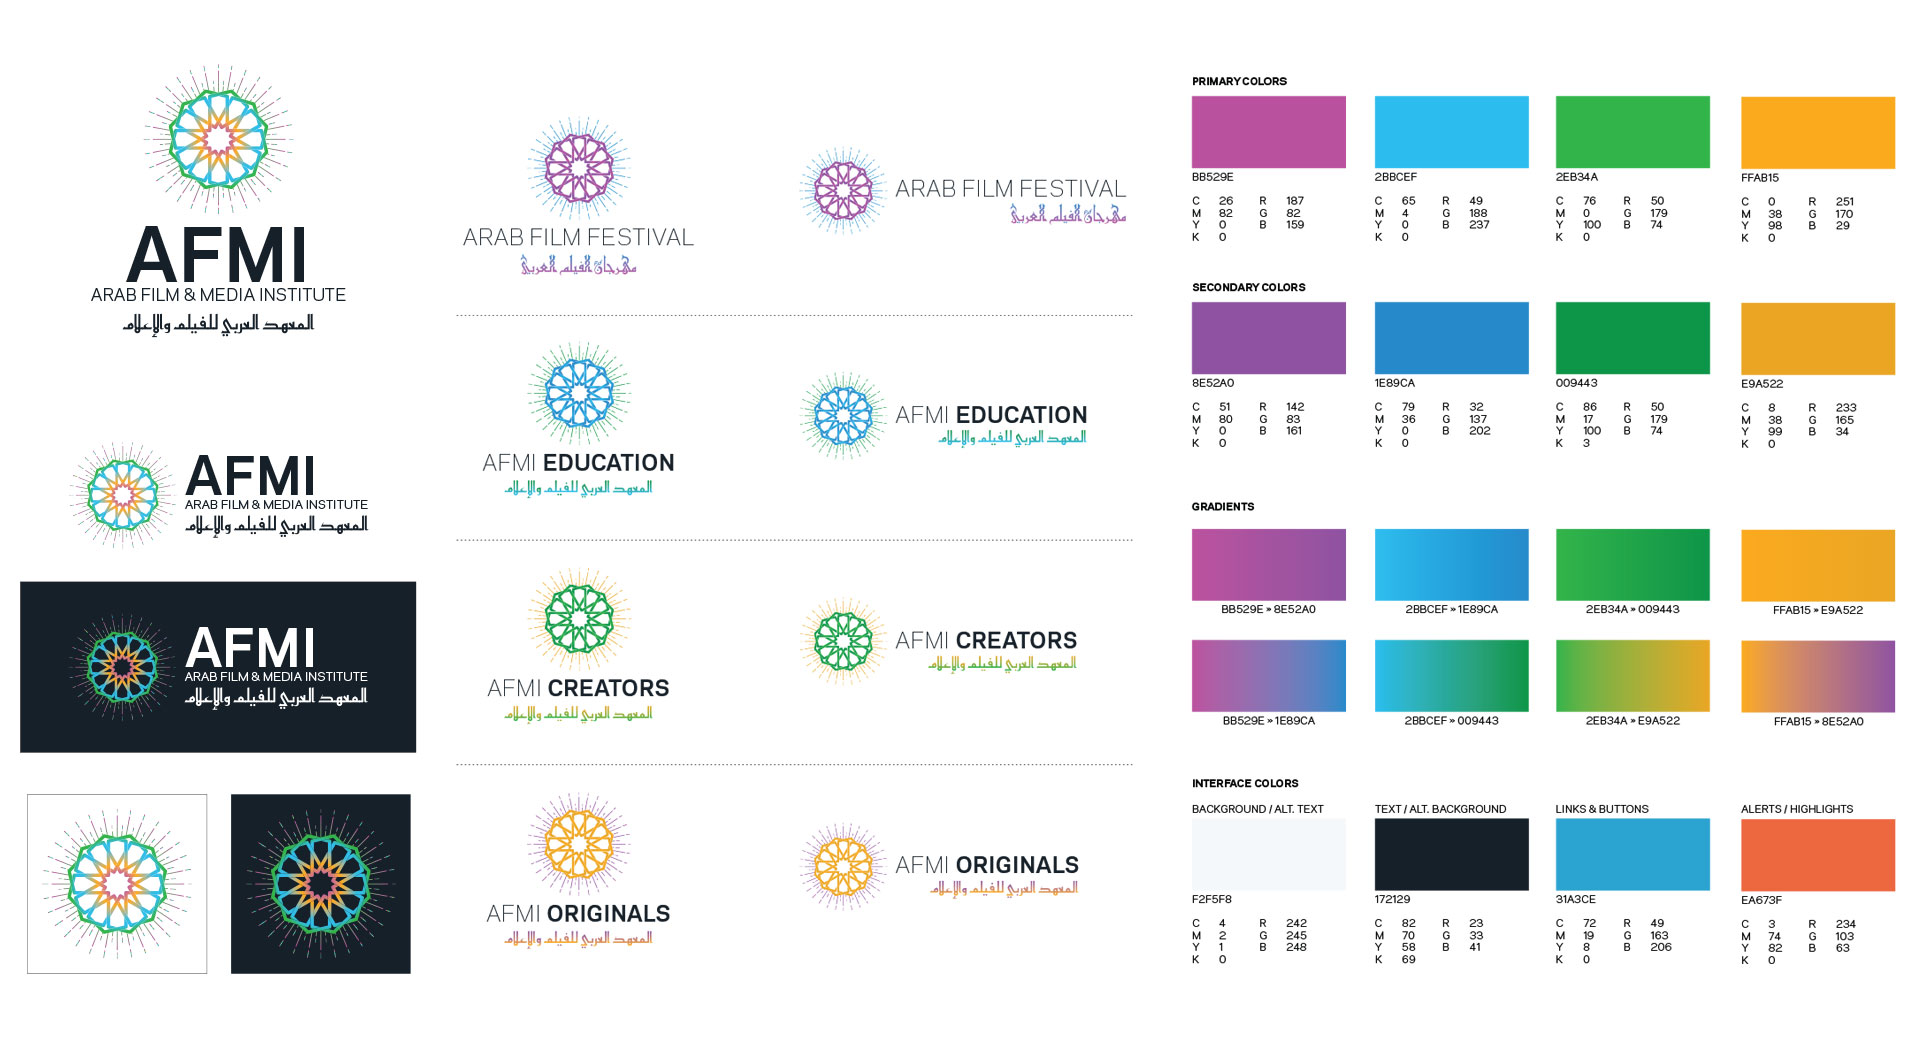 AFMI
ARAB FILM & MEDIA INSTITUTE
المعهد العربي للفيلم والإعلام
AFMI
ARAB FILM & MEDIA INSTITUTE
المعهد العربي للفيلم والإعلام
AFMI
ARAB FILM & MEDIA INSTITUTE
المعهد العربي للفيلم والإعلام
ARAB FILM FESTIVAL
مهرجان الفيلم العربي
ARAB FILM FESTIVAL
مهرجان الفيلم العربي
AFMI EDUCATION
المعهد العربي للفيلم والإعلام
AFMI EDUCATION
المعهد العربي للفيلم والإعلام
AFMI CREATORS
المعهد العربي للفيلم والإعلام
AFMI CREATORS
المعهد العربي للفيلم والإعلام
AFMI ORIGINALS
المعهد العربي للفيلم والإعلام
AFMI ORIGINALS
المعهد العربي للفيلم والإعلام
PRIMARY COLORS
BB529E
C 26 R 187
M 82 G 82
Y 0 B 159
K 0
2BBCEF
C 65 R 49
M 4 G 188
Y 0 B 237
K 0
2EB34A
C 76 R 50
M 0 G 179
Y 100 B 74
K 0
FFAB15
C 0 R 251
M 38 G 170
Y 98 B 29
K 0
SECONDARY COLORS
8E52A0
C 51 R 142
M 80 G 83
Y 0 B 161
K 0
1E89CA
C 79 R 32
M 36 G 137
Y 0 B 202
K 0
009443
C 86 R 50
M 17 G 179
Y 100 B 74
K 3
E9A522
C 8 R 233
M 38 G 165
Y 99 B 34
K 0
GRADIENTS
BB529E » 8E52A0
2BBCEF » 1E89CA
2EB34A » 009443
FFAB15 » E9A522
BB529E » 1E89CA
2BBCEF » 009443
2EB34A » E9A522
FFAB15 » 8E52A0
INTERFACE COLORS
BACKGROUND / ALT. TEXT
F2F5F8
C 4 R 242
M 2 G 245
Y 1 B 248
K 0
TEXT / ALT. BACKGROUND
172129
C 82 R 23
M 70 G 33
Y 58 B 41
K 69
LINKS & BUTTONS
31A3CE
C 72 R 49
M 19 G 163
Y 8 B 206
K 0
ALERTS / HIGHLIGHTS
EA673F
C 3 R 234
M 74 G 103
Y 82 B 63
K 0